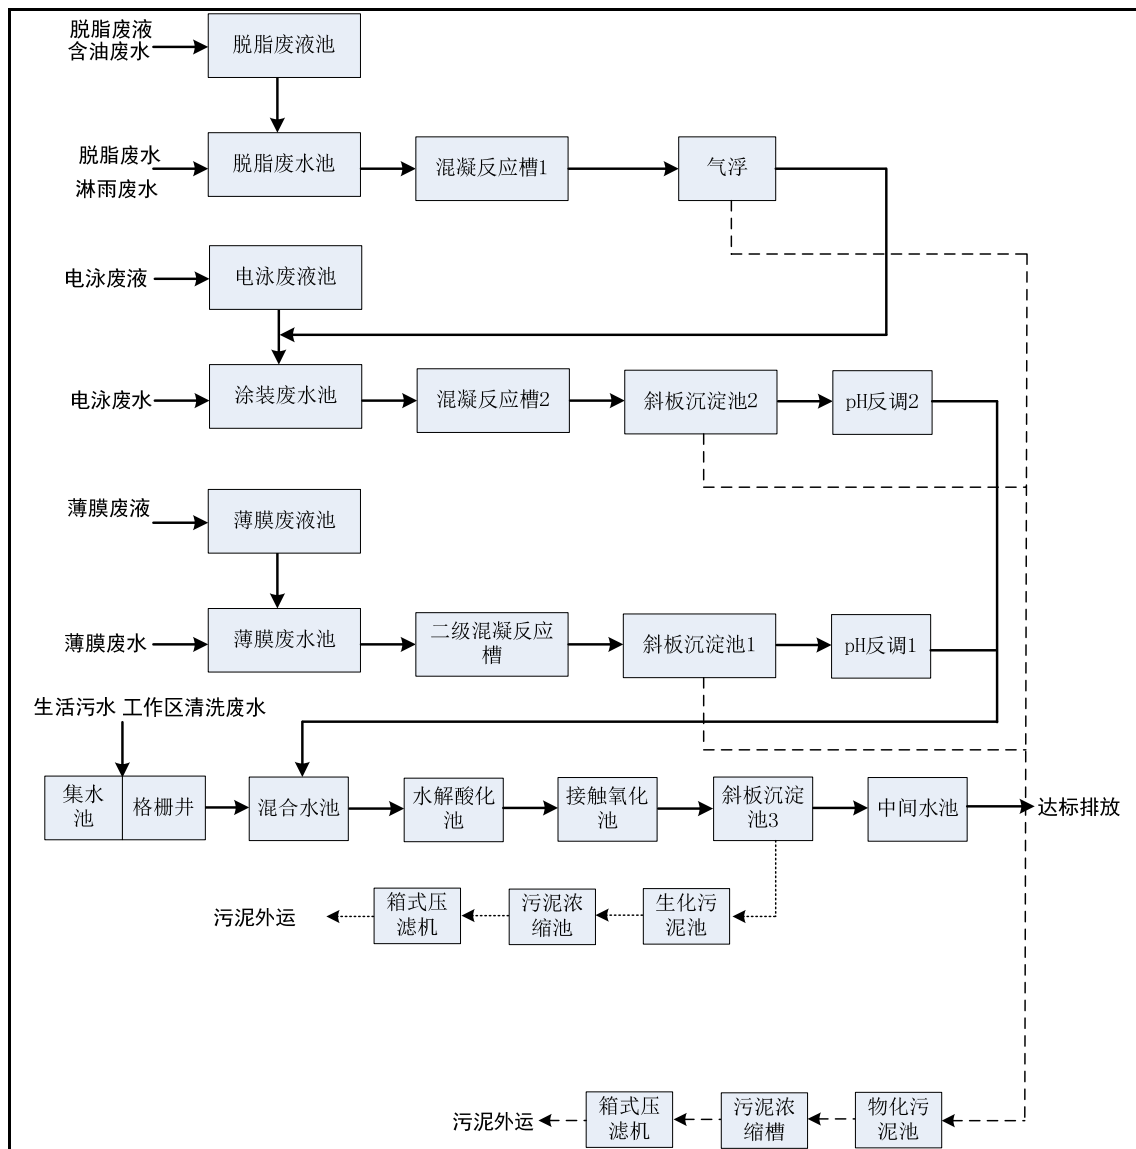 脱脂废液
含油废水
脱脂废液池
脱脂废水
淋雨废水
脱脂废水池
混凝反应槽1
气浮
电泳废液
电泳废液池
电泳废水
涂装废水池
混凝反应槽2
斜板沉淀池2
pH反调2
薄膜废液
薄膜废液池
薄膜废水
薄膜废水池
二级混凝反应
槽
斜板沉淀池1
pH反调1
生活污水 工作区清洗废水
集水
池
格栅井
混合水池
水解酸化
池
接触氧化
池
斜板沉淀
池3
中间水池
达标排放
污泥外运
箱式压
滤机
污泥浓
缩池
生化污
泥池
污泥外运
箱式压
滤机
污泥浓
缩槽
物化污
泥池